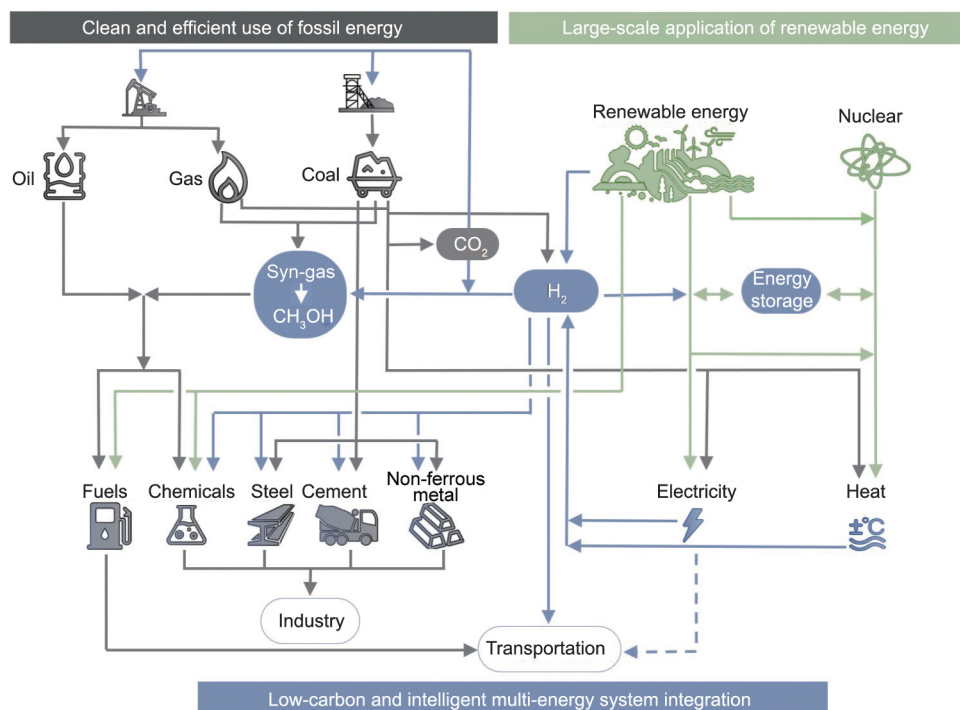 Clean and efficient use of fossil energy
Large-scale application of renewable energy
Renewable energy
Nuclear
Oil
Gas
Coal
CO₂
Syn-gas
CH₃OH
H₂
Energy
storage
Fuels
Chemicals
Steel
Cement
Non-ferrous
metal
Electricity
Heat
±°C
Industry
Transportation
Low-carbon and intelligent multi-energy system integration